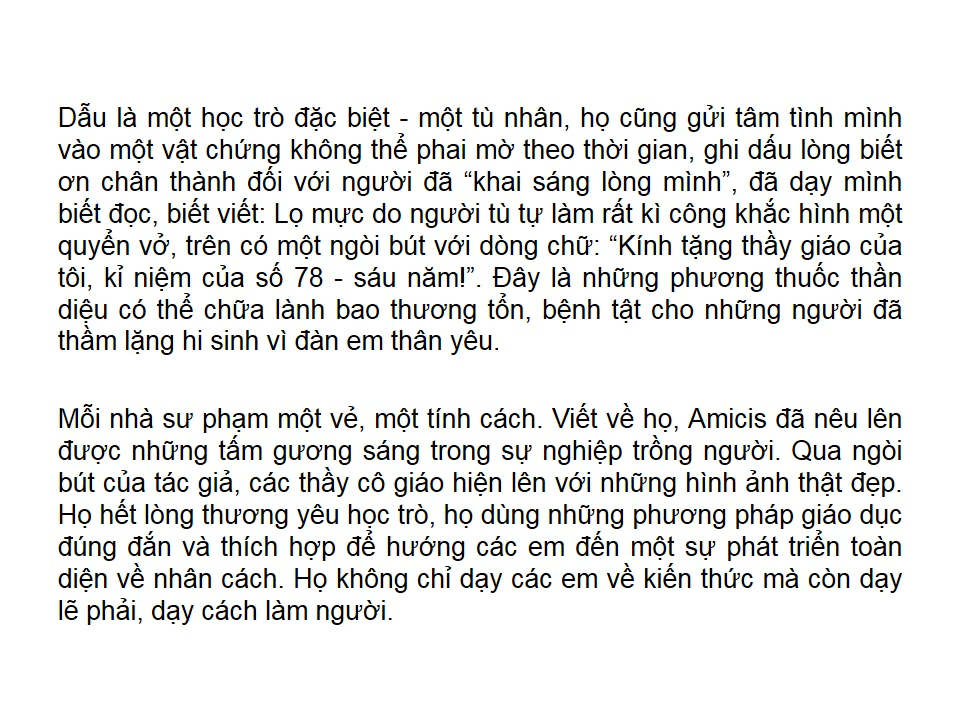 Dẫu là một học trò đặc biệt - một tù nhân, họ cũng gửi tâm tình mình
vào một vật chứng không thể phai mờ theo thời gian, ghi dấu lòng biết
ơn chân thành đối với người đã “khai sáng lòng mình”, đã dạy mình
biết đọc, biết viết: Lọ mực do người tù tự làm rất kì công khắc hình một
quyển vở, trên có một ngòi bút với dòng chữ: “Kính tặng thầy giáo của
tôi, kỉ niệm của số 78 - sáu năm!”. Đây là những phương thuốc thần
diệu có thể chữa lành bao thương tổn, bệnh tật cho những người đã
thầm lặng hi sinh vì đàn em thân yêu.
Mỗi nhà sư phạm một vẻ, một tính cách. Viết về họ, Amicis đã nêu lên
được những tấm gương sáng trong sự nghiệp trồng người. Qua ngòi
bút của tác giả, các thầy cô giáo hiện lên với những hình ảnh thật đẹp.
Họ hết lòng thương yêu học trò, họ dùng những phương pháp giáo dục
đúng đắn và thích hợp để hướng các em đến một sự phát triển toàn
diện về nhân cách. Họ không chỉ dạy các em về kiến thức mà còn dạy
lẽ phải, dạy cách làm người.